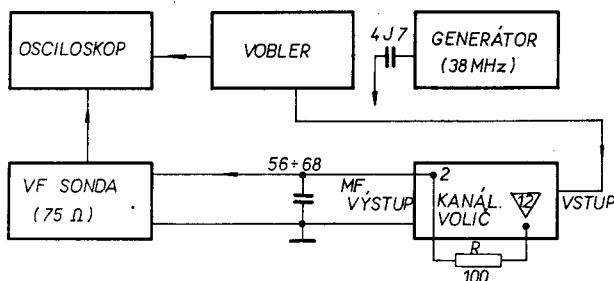 OSCILOSKOP
VOBLER
4J7
GENERÁTOR
(38 MHz)
VF SONDA
(75 Ω)
56÷68
MF
VÝSTUP
2
KANÁL.
VOLIČ
12
VSTUP
R
100